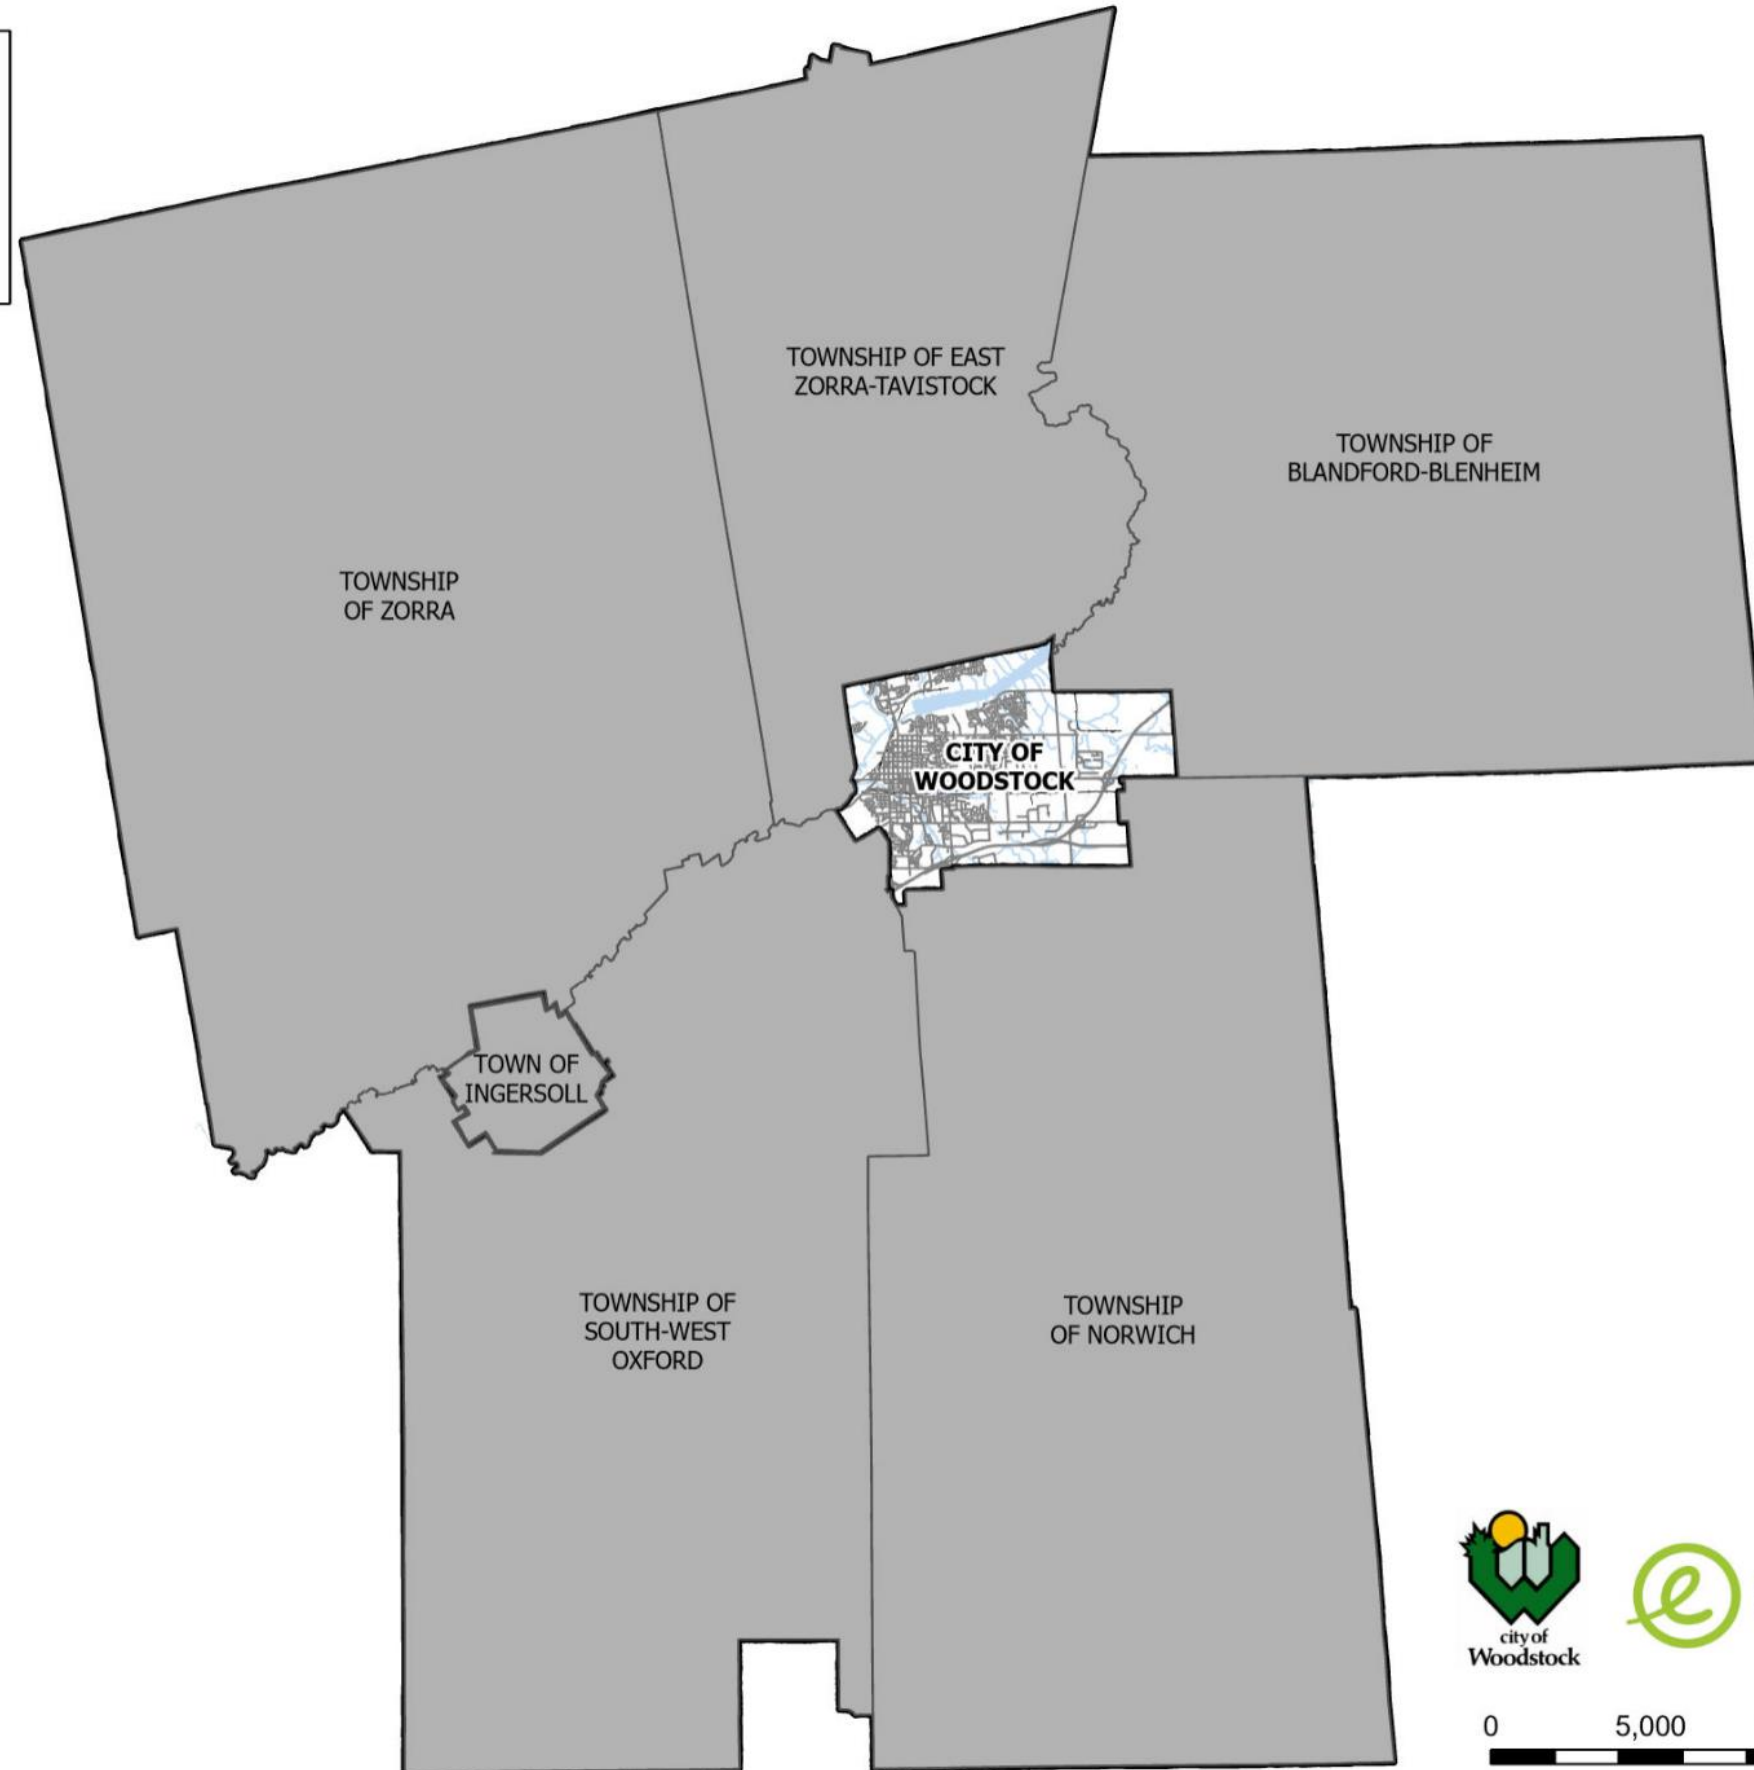 TOWNSHIP OF EAST
ZORRA-TAVISTOCK
TOWNSHIP OF
BLANDFORD-BLENHEIM
TOWNSHIP
OF ZORRA
CITY OF
WOODSTOCK
TOWN OF
INGERSOLL
TOWNSHIP OF
SOUTH-WEST
OXFORD
TOWNSHIP
OF NORWICH
city of
Woodstock
e
0 5,000